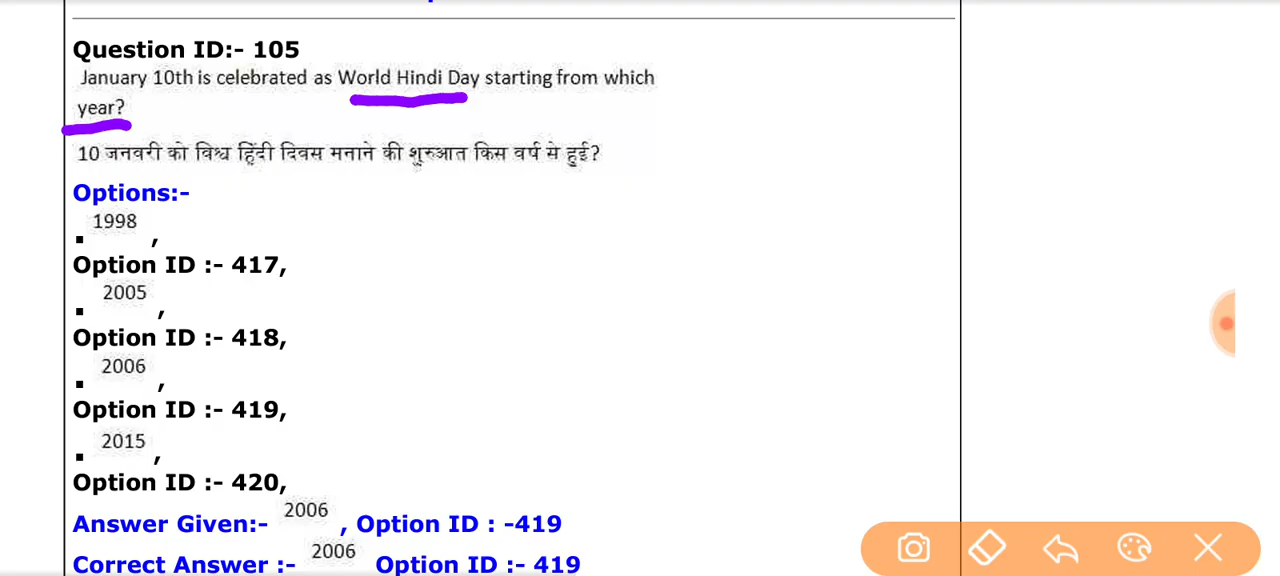 Question ID:- 105
January 10th is celebrated as World Hindi Day starting from which
year?
10 जनवरी को विश्व हिंदी दिवस मनाने की शुरुआत किस वर्ष से हुई?
Options:-
1998 ,
Option ID :- 417,
2005 ,
Option ID :- 418,
2006 ,
Option ID :- 419,
2015 ,
Option ID :- 420,
Answer Given:- 2006 , Option ID : -419
Correct Answer :- 2006 Option ID :- 419